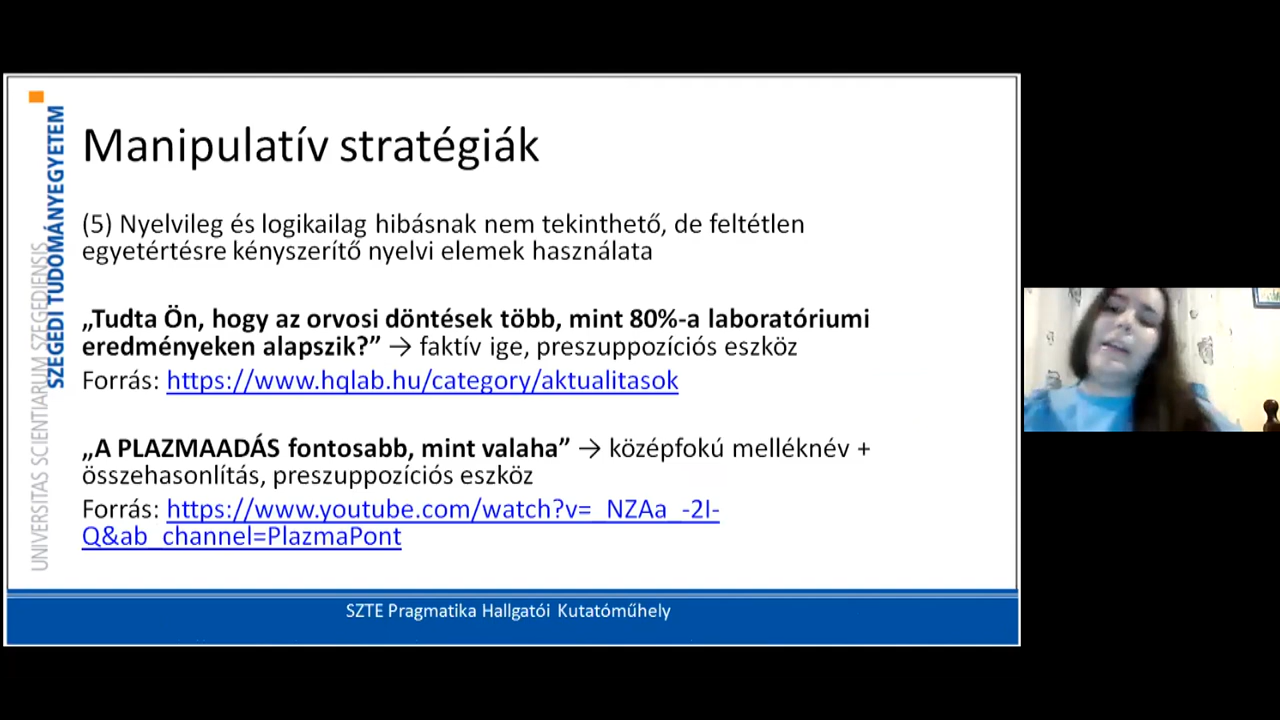 UNIVERSITAS SCIENTIARUM SZEGEDIENSIS
SZEGEDI TUDOMÁNYEGYETEM
Manipulatív stratégiák
(5) Nyelvileg és logikailag hibásnak nem tekinthető, de feltétlen
egyetértésre kényszerítő nyelvi elemek használata
„Tudta Ön, hogy az orvosi döntések több, mint 80%-a laboratóriumi
eredményeken alapszik?” → faktív ige, preszuppozíciós eszköz
Forrás: https://www.hqlab.hu/category/aktualitasok
„A PLAZMAADÁS fontosabb, mint valaha” → középfokú melléknév +
összehasonlítás, preszuppozíciós eszköz
Forrás: https://www.youtube.com/watch?v=_NZAa_-2I-
Q&ab_channel=PlazmaPont
SZTE Pragmatika Hallgatói Kutatóműhely